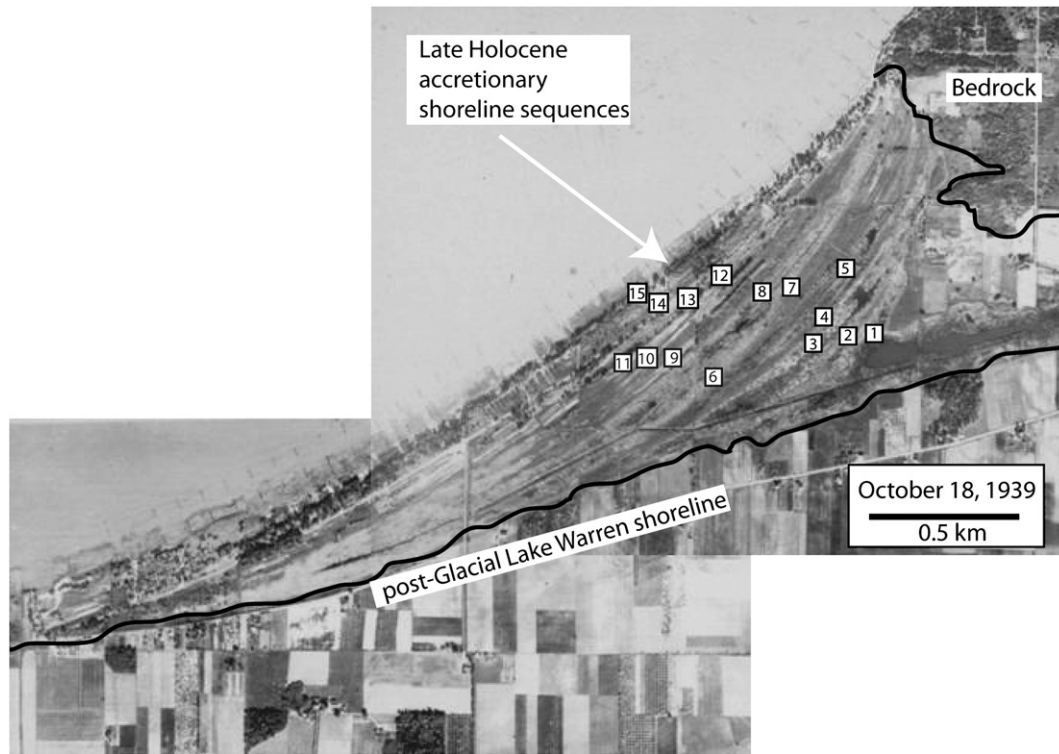 Late Holocene
accretionary
shoreline sequences
Bedrock
12
5
15
14
13
8
7
4
3
2
1
11
10
9
6
October 18, 1939
0.5 km
post-Glacial Lake Warren shoreline